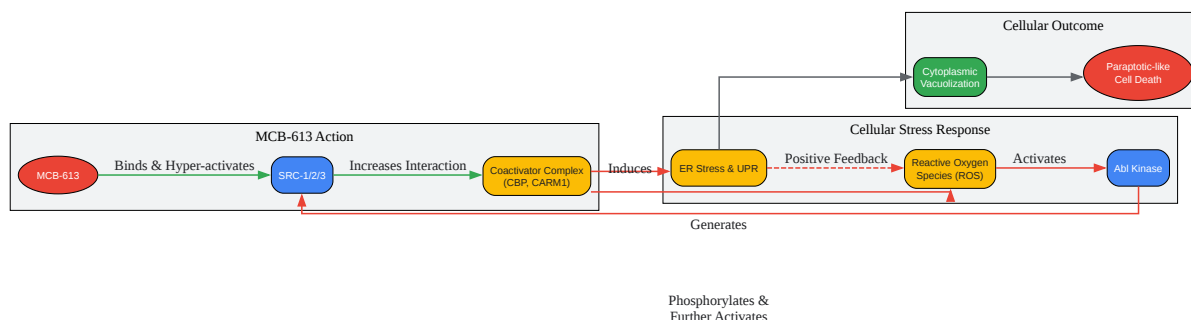 Cellular Outcome
Cytoplasmic
Vacuolization
Paraptotic-like
Cell Death
MCB-613 Action
MCB-613
Binds & Hyper-activates
SRC-1/2/3
Increases Interaction
Coactivator Complex
(CBP, CARM1)
Induces
Cellular Stress Response
ER Stress & UPR
Positive Feedback
Reactive Oxygen
Species (ROS)
Activates
Abl Kinase
Generates
Phosphorylates &
Further Activates